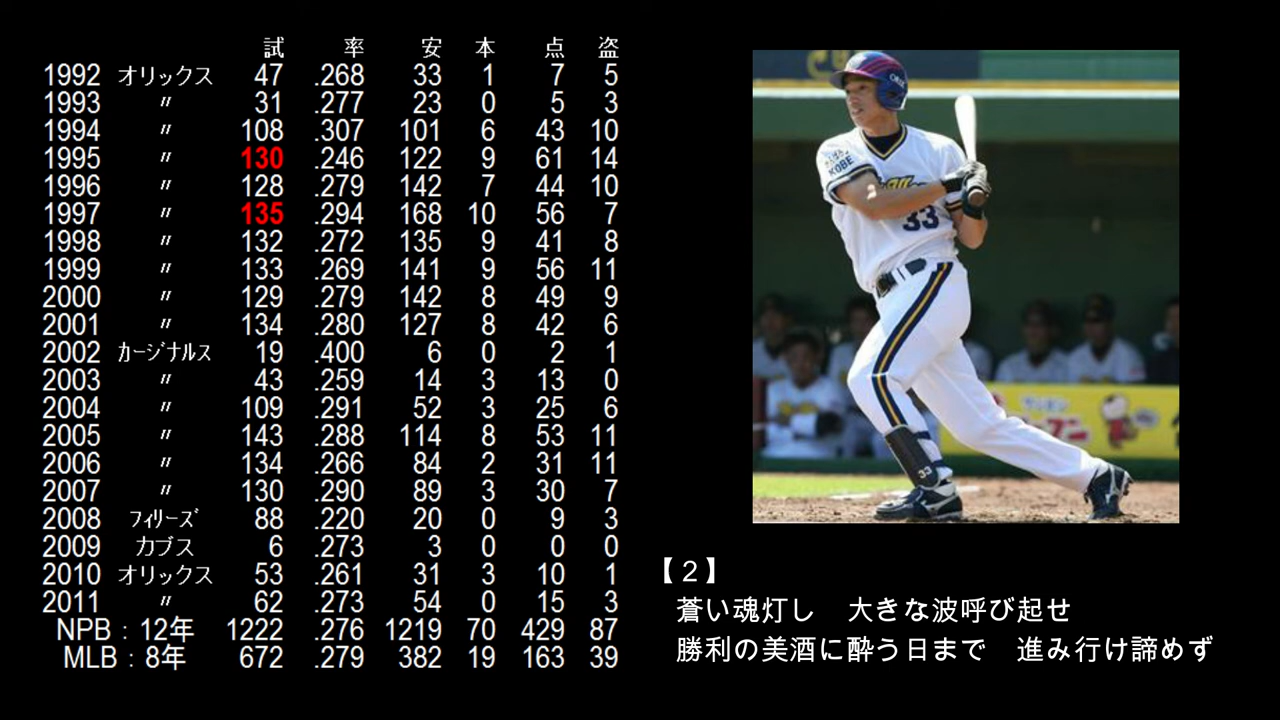 試 率 安 本 点 盗
1992 オリックス 47 .268 33 1 7 5
1993 〃 31 .277 23 0 5 3
1994 〃 108 .307 101 6 43 10
1995 〃 130 .246 122 9 61 14
1996 〃 128 .279 142 7 44 10
1997 〃 135 .294 168 10 56 7
1998 〃 132 .272 135 9 41 8
1999 〃 133 .269 141 9 56 11
2000 〃 129 .279 142 8 49 9
2001 〃 134 .280 127 8 42 6
2002 カージナルス 19 .400 6 0 2 1
2003 〃 43 .259 14 3 13 0
2004 〃 109 .291 52 3 25 6
2005 〃 143 .288 114 8 53 11
2006 〃 134 .266 84 2 31 11
2007 〃 130 .290 89 3 30 7
2008 フィリーズ 88 .220 20 0 9 3
2009 カブス 6 .273 3 0 0 0
2010 オリックス 53 .261 31 3 10 1
2011 〃 62 .273 54 0 15 3
NPB：12年 1222 .276 1219 70 429 87
MLB：8年 672 .279 382 19 163 39
KOBE
33
33
【２】
蒼い魂灯し　大きな波呼び起せ
勝利の美酒に酔う日まで　進み行け諦めず